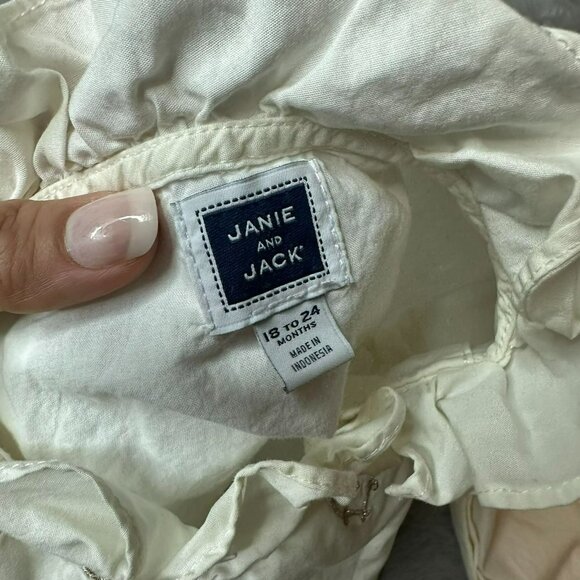 JANIE
AND
JACK®
18 TO 24
MONTHS
MADE IN
INDONESIA